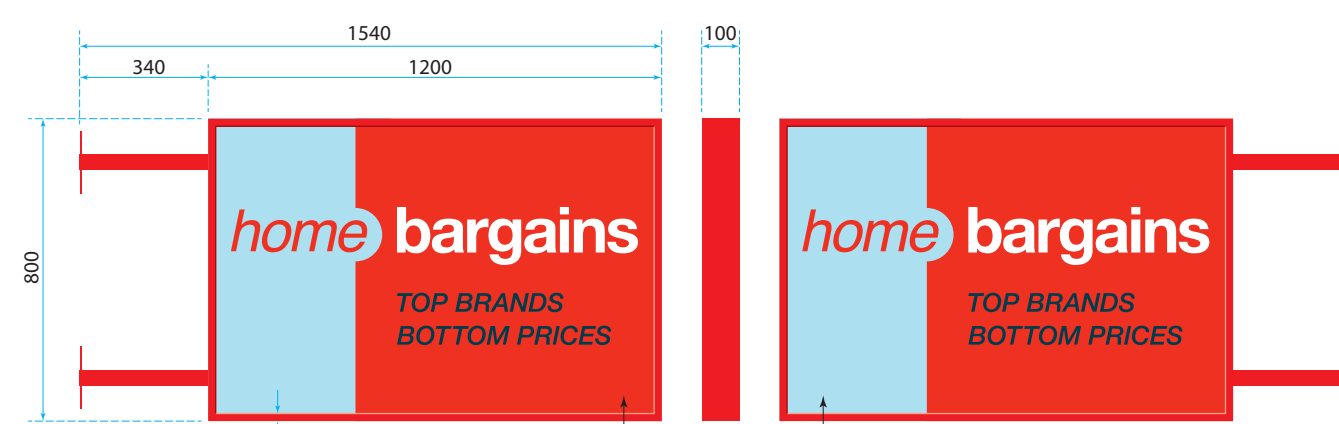 1540
100
340
1200
800
home bargains
TOP BRANDS
BOTTOM PRICES
home bargains
TOP BRANDS
BOTTOM PRICES